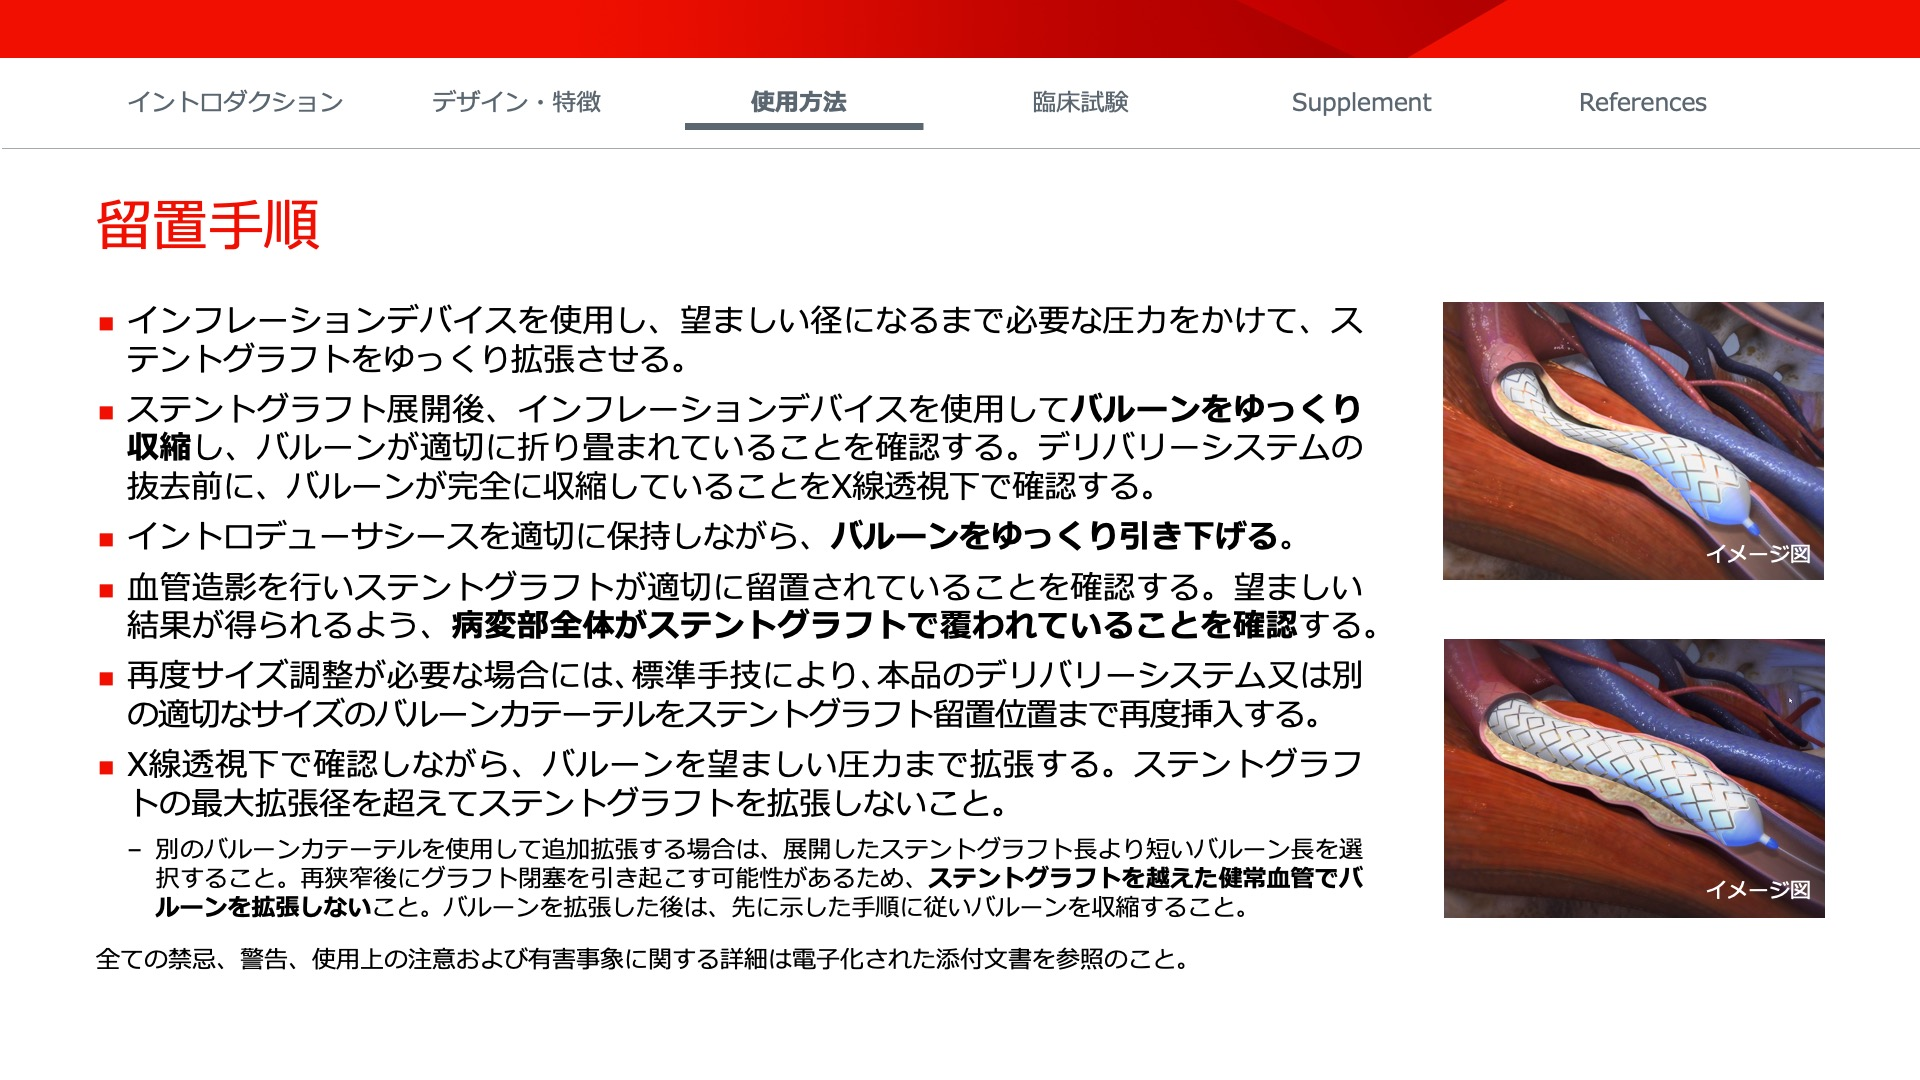 イントロダクション デザイン・特徴 使用方法 臨床試験 Supplement References
留置手順
■ インフレーションデバイスを使用し、望ましい径になるまで必要な圧力をかけて、ス
テントグラフトをゆっくり拡張させる。
■ ステントグラフト展開後、インフレーションデバイスを使用してバルーンをゆっくり
収縮し、バルーンが適切に折り畳まれていることを確認する。デリバリーシステムの
抜去前に、バルーンが完全に収縮していることをX線透視下で確認する。
■ イントロデューサシースを適切に保持しながら、バルーンをゆっくり引き下げる。
■ 血管造影を行いステントグラフトが適切に留置されていることを確認する。望ましい
結果が得られるよう、病変部全体がステントグラフトで覆われていることを確認する。
■ 再度サイズ調整が必要な場合には、標準手技により、本品のデリバリーシステム又は別
の適切なサイズのバルーンカテーテルをステントグラフト留置位置まで再度挿入する。
■ X線透視下で確認しながら、バルーンを望ましい圧力まで拡張する。ステントグラフ
トの最大拡張径を超えてステントグラフトを拡張しないこと。
– 別のバルーンカテーテルを使用して追加拡張する場合は、展開したステントグラフト長より短いバルーン長を選
択すること。再狭窄後にグラフト閉塞を引き起こす可能性があるため、ステントグラフトを越えた健常血管でバ
ルーンを拡張しないこと。バルーンを拡張した後は、先に示した手順に従いバルーンを収縮すること。
全ての禁忌、警告、使用上の注意および有害事象に関する詳細は電子化された添付文書を参照のこと。
イメージ図
イメージ図